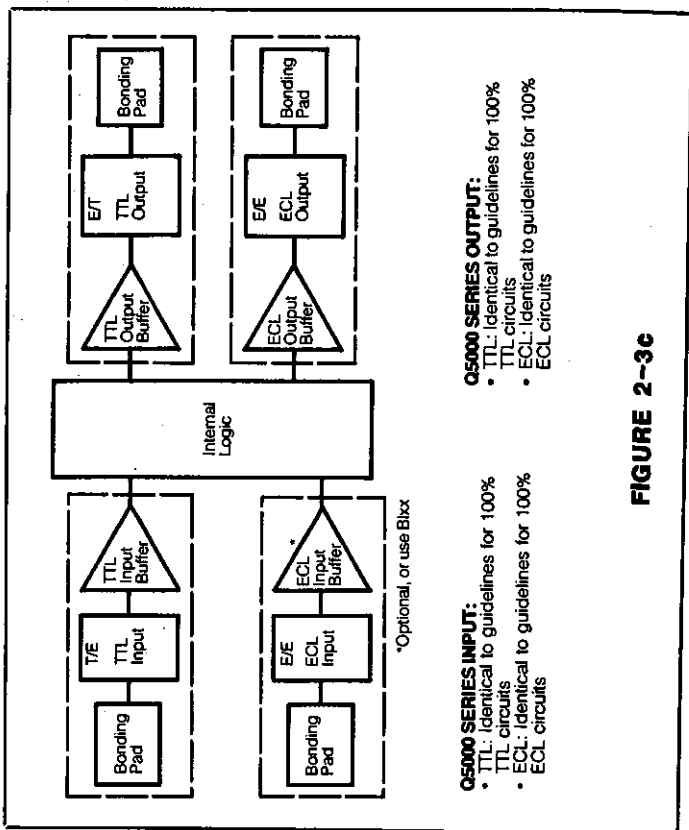 Bonding
Pad
T/E
TTL
Input
TTL
Input
Buffer
Internal
Logic
TTL
Output
Buffer
E/T
TTL
Output
Bonding
Pad
Bonding
Pad
E/E
ECL
Input
ECL
Input
Buffer
*
ECL
Output
Buffer
E/E
ECL
Output
Bonding
Pad
*Optional, or use BIxx
Q5000 SERIES INPUT:
• TTL: Identical to guidelines for 100%
TTL circuits
• ECL: Identical to guidelines for 100%
ECL circuits
Q5000 SERIES OUTPUT:
• TTL: Identical to guidelines for 100%
TTL circuits
• ECL: Identical to guidelines for 100%
ECL circuits
FIGURE 2-3c